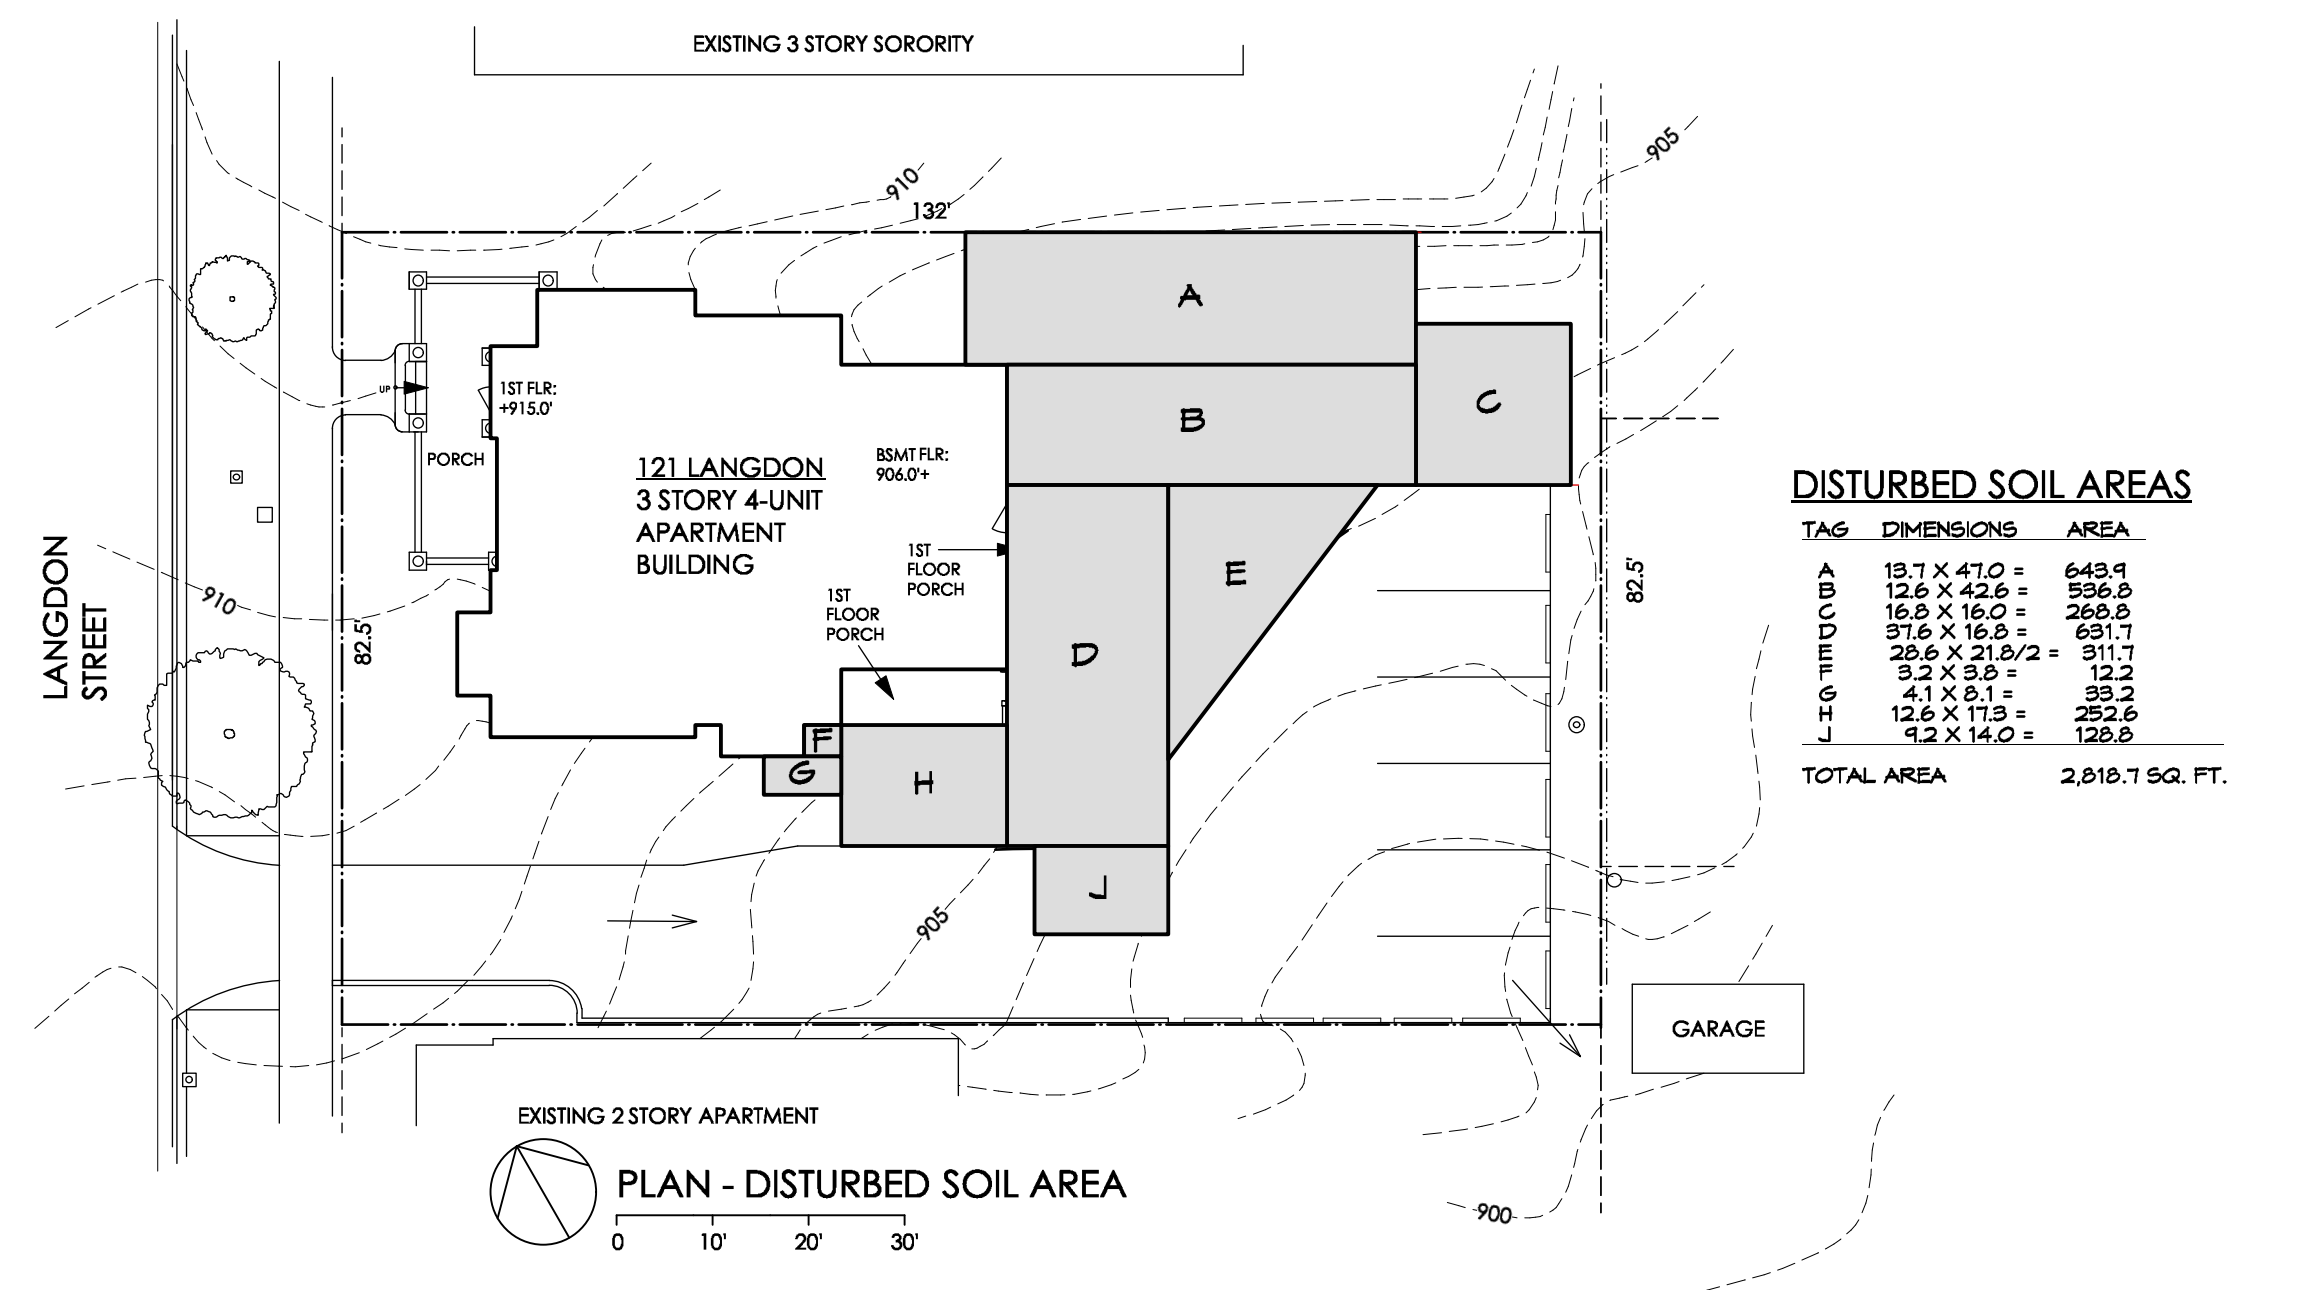 EXISTING 3 STORY SORORITY
905
910
132'
A
UP
1ST FLR:
+915.0'
C
B
PORCH
BSMT FLR:
906.0'+
121 LANGDON
3 STORY 4-UNIT
APARTMENT
BUILDING
DISTURBED SOIL AREAS
TAG DIMENSIONS AREA
A 13.7 X 47.0 = 643.9
B 12.6 X 42.6 = 536.8
C 16.8 X 16.0 = 268.8
D 37.6 X 16.8 = 631.7
E 28.6 X 21.8/2 = 311.7
F 3.2 X 3.8 = 12.2
G 4.1 X 8.1 = 33.2
H 12.6 X 17.3 = 252.6
J 9.2 X 14.0 = 128.8
TOTAL AREA 2,818.7 SQ. FT.
1ST
FLOOR
PORCH
E
82.5'
1ST
FLOOR
PORCH
LANGDON
STREET
910
82.5'
D
F
G
H
J
905
GARAGE
EXISTING 2 STORY APARTMENT
PLAN - DISTURBED SOIL AREA
0 10' 20' 30'
900